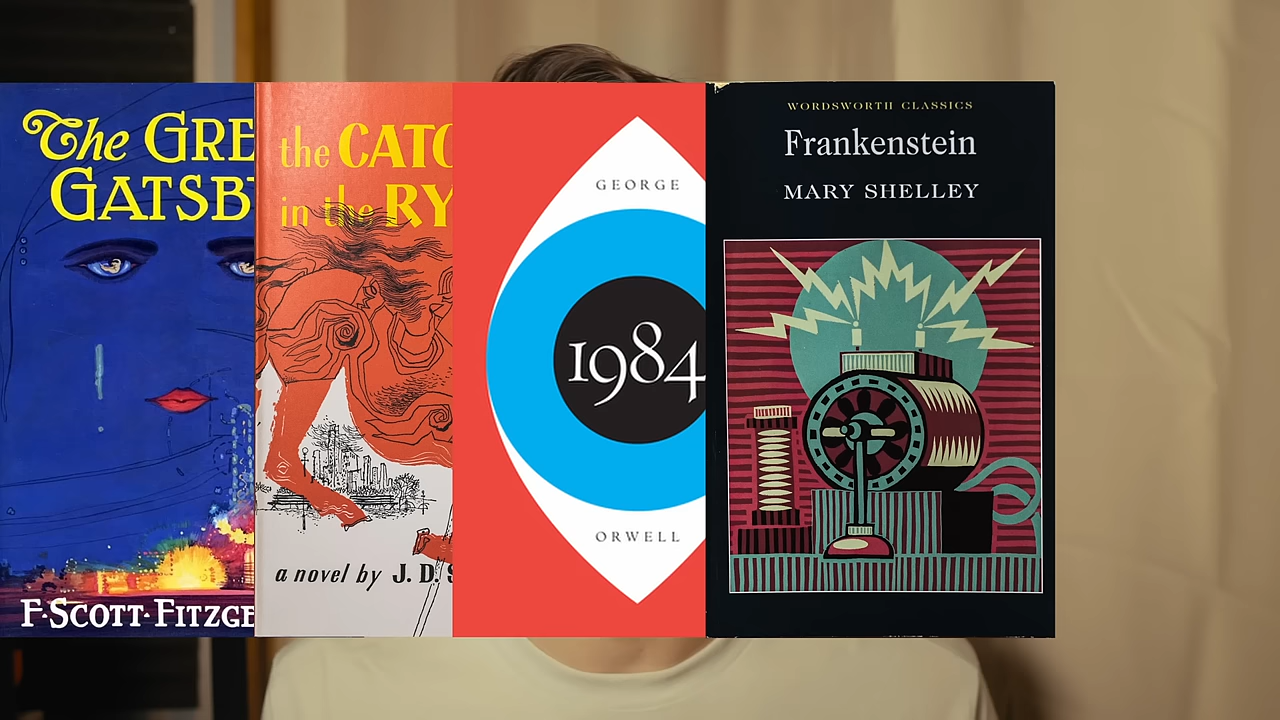 The GRE
GATSB
F·SCOTT·FITZGE
the CATC
in the RY
a novel by J. D. S
GEORGE
1984
ORWELL
WORDSWORTH CLASSICS
Frankenstein
MARY SHELLEY